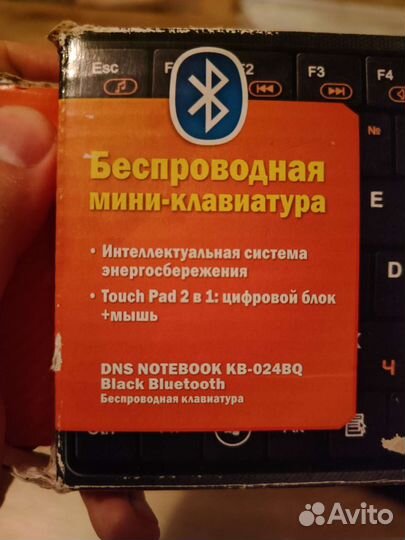 Esc
F2
F3
F4
№
E
D
Ч
Беспроводная
мини-клавиатура
• Интеллектуальная система
энергосбережения
• Touch Pad 2 в 1: цифровой блок
+мышь
DNS NOTEBOOK KB-024BQ
Black Bluetooth
Беспроводная клавиатура
Ctrl
Avito